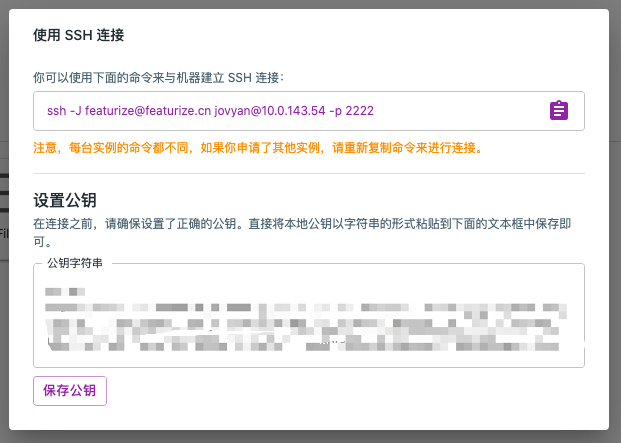 使用 SSH 连接
你可以使用下面的命令来与机器建立 SSH 连接：
ssh -J featurize@featurize.cn jovyan@10.0.143.54 -p 2222
注意，每台实例的命令都不同，如果你申请了其他实例，请重新复制命令来进行连接。
设置公钥
在连接之前，请确保设置了正确的公钥。直接将本地公钥以字符串的形式粘贴到下面的文本框中保存即
可。
公钥字符串
保存公钥